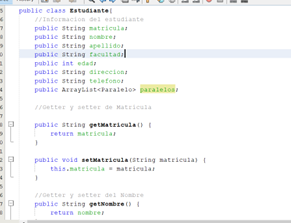 public class Estudiante{
//Informacion del estudiante
public String matricula;
public String nombre;
public String apellido;
public String facultad;
public int edad;
public String direccion;
public String telefono;
public ArrayList<Paralelo> paralelos;
//Getter y setter de Matricula
public String getMatricula() {
return matricula;
}
public void setMatricula(String matricula) {
this.matricula = matricula;
}
//Getter y setter del Nombre
public String getNombre() {
return nombre;